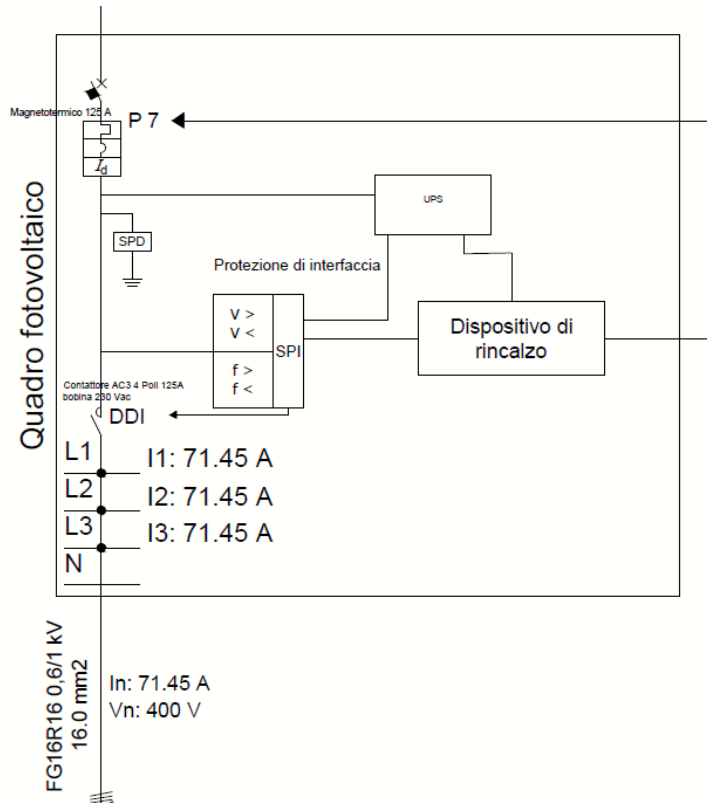 Magnetotermico 125 A
P 7
Id
UPS
SPD
Quadro fotovoltaico
Protezione di interfaccia
V >
V <
SPI
f >
f <
Dispositivo di
rincalzo
Contattore AC3 4 Poli 125A
bobina 230 Vac
DDI
L1
I1: 71.45 A
L2
I2: 71.45 A
L3
I3: 71.45 A
N
FG16R16 0,6/1 kV
16.0 mm2
In: 71.45 A
Vn: 400 V